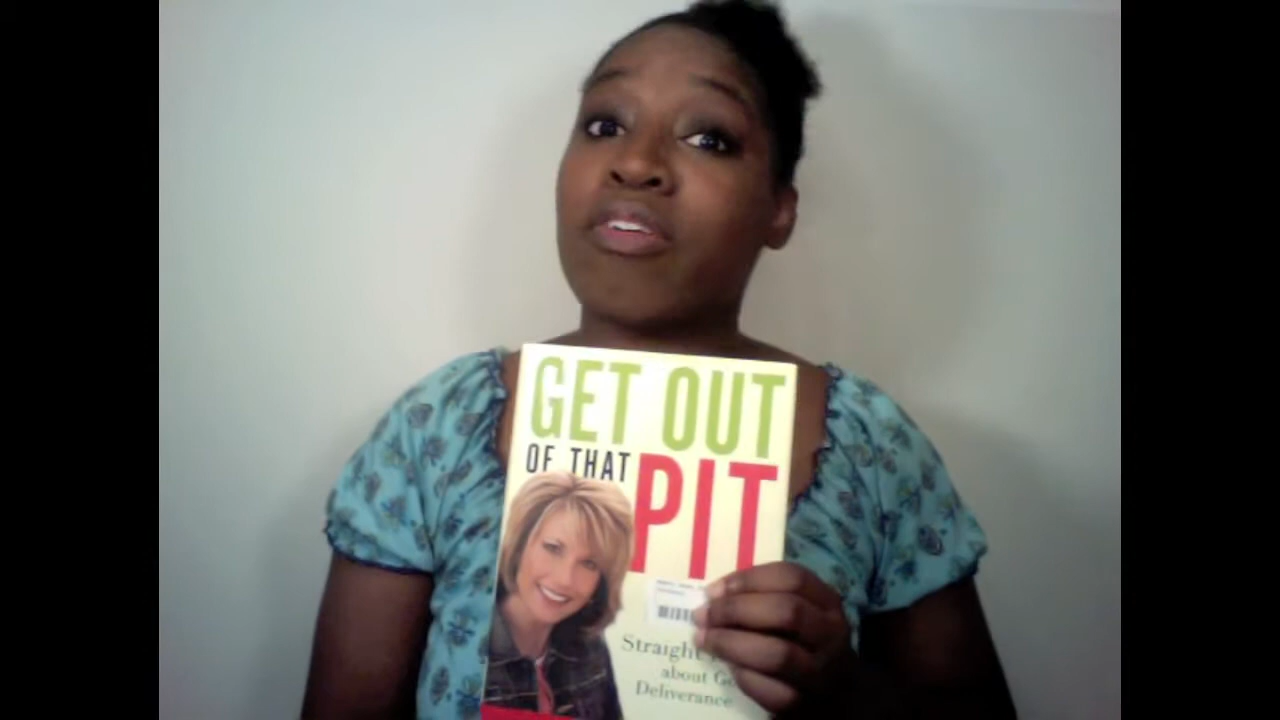 GET OUT
OF THAT
PIT
Straight
about
Deliverance